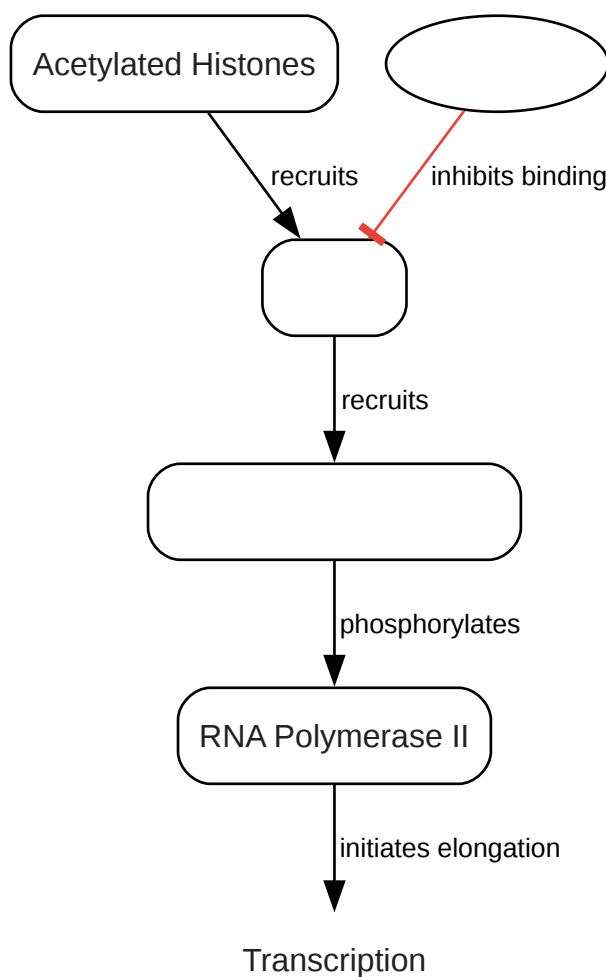 Acetylated Histones
recruits
inhibits binding
recruits
phosphorylates
RNA Polymerase II
initiates elongation
Transcription